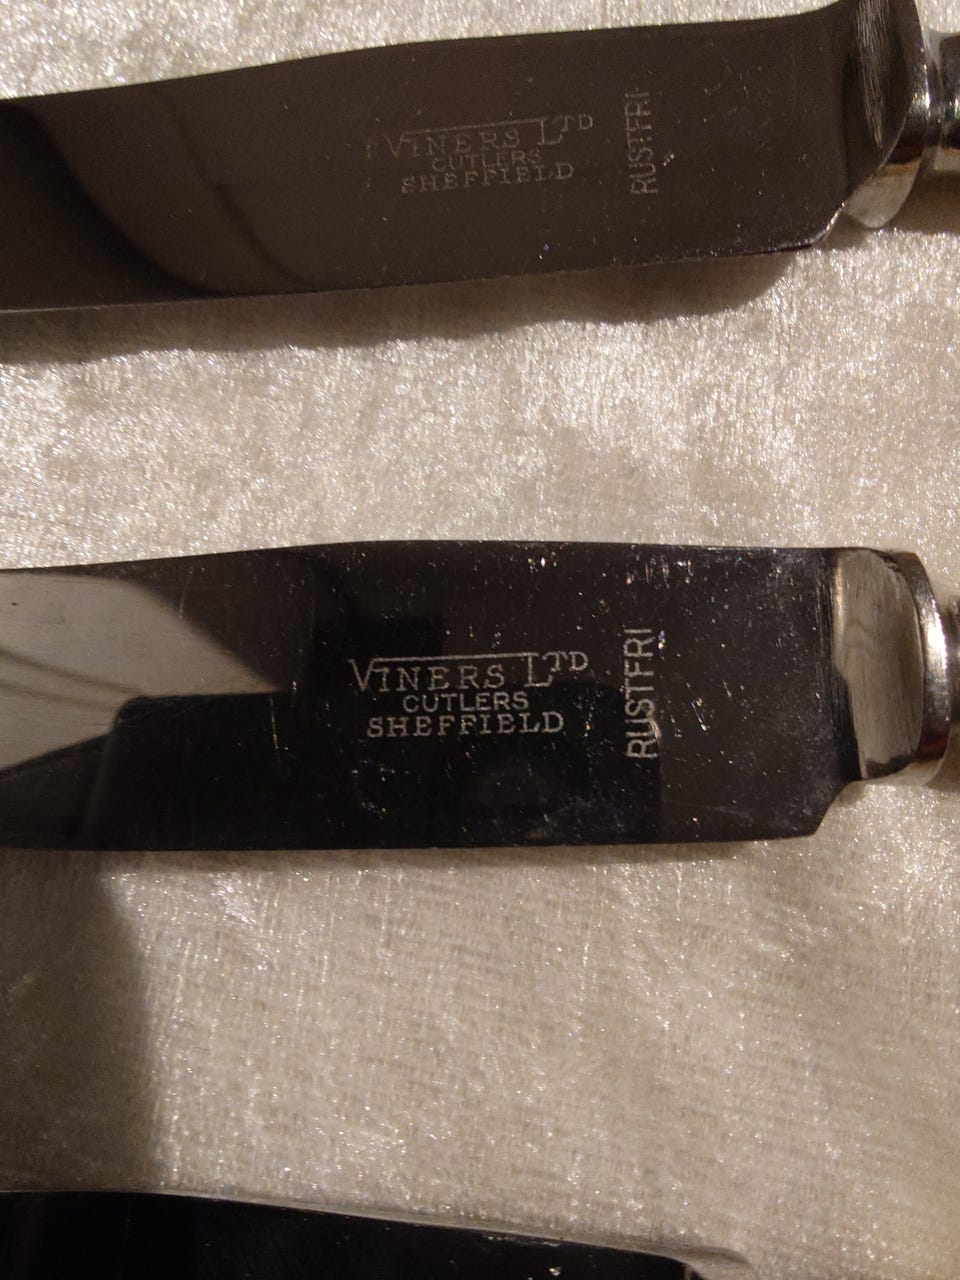 VINERS LTD
CUTLERS
SHEFFIELD
RUSTFRI
VINERS LTD
CUTLERS
SHEFFIELD
RUSTFRI